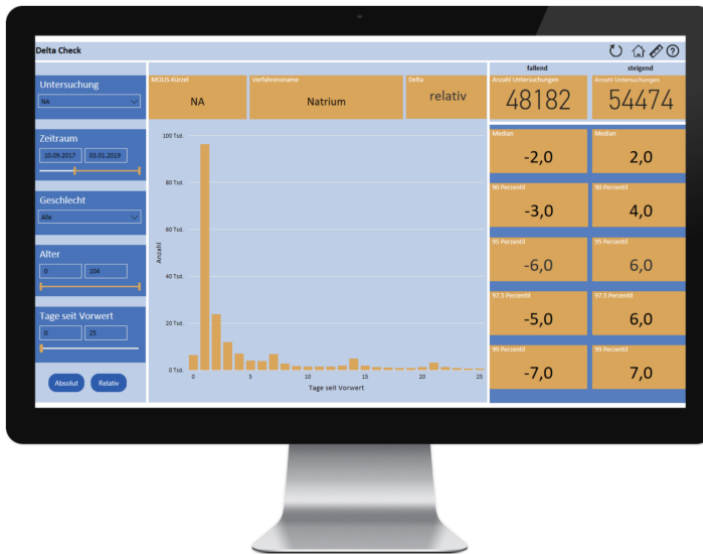 Delta Check
Untersuchung
NA
Zeitraum
10.09.2017 03.01.2019
Geschlecht
Alle
Alter
0 104
Tage seit Vorwert
0 25
Absolut Relativ
MOLIS Kürzel
NA
Verfahrensname
Natrium
Delta
relativ
100 Tsd.
80 Tsd.
60 Tsd.
40 Tsd.
20 Tsd.
0 Tsd.
Anzahl
0 5 10 15 20 25
Tage seit Vorwert
fallend steigend
Anzahl Untersuchungen Anzahl Untersuchungen
48182 54474
Median Median
-2,0 2,0
90 Perzentil 90 Perzentil
-3,0 4,0
95 Perzentil 95 Perzentil
-6,0 6,0
97.5 Perzentil 97.5 Perzentil
-5,0 6,0
99 Perzentil 99 Perzentil
-7,0 7,0